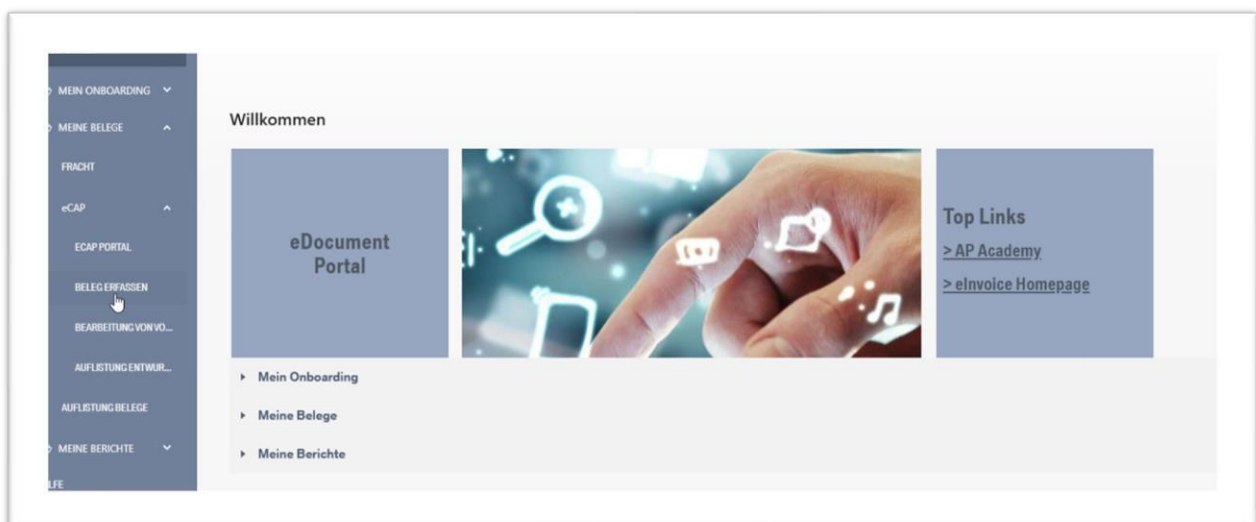 MEIN ONBOARDING
MEINE BELEGE
FRACHT
eCAP
ECAP PORTAL
BELEG ERFASSEN
BEARBEITUNG VON VO...
AUFLISTUNG ENTWUR...
AUFLISTUNG BELEGE
MEINE BERICHTE
LFE
Willkommen
eDocument
Portal
Top Links
> AP Academy
> eInvoice Homepage
Mein Onboarding
Meine Belege
Meine Berichte